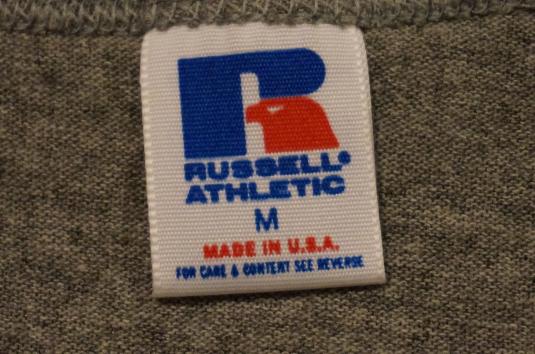 RUSSELL®
ATHLETIC
M
MADE IN U.S.A.
FOR CARE & CONTENT SEE REVERSE